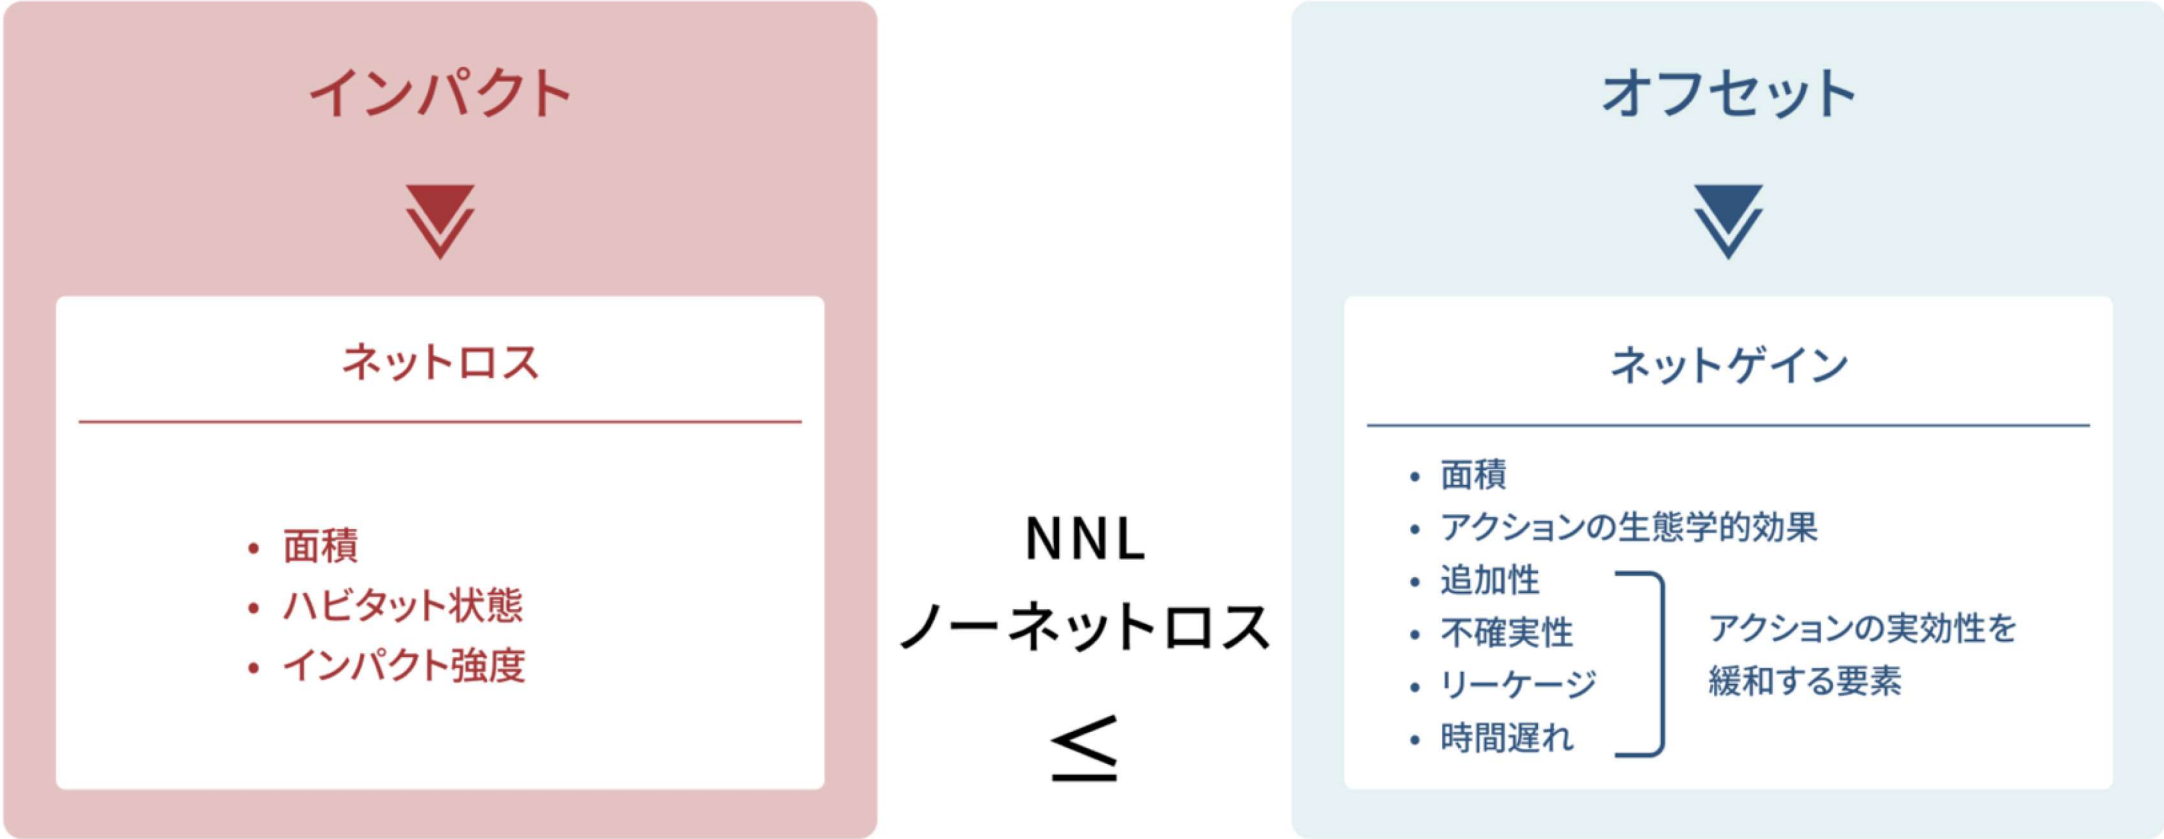 インパクト
ネットロス
• 面積
• ハビタット状態
• インパクト強度
NNL
ノーネットロス
≤
オフセット
ネットゲイン
• 面積
• アクションの生態学的効果
• 追加性
• 不確実性
• リーケージ
• 時間遅れ
アクションの実効性を
緩和する要素